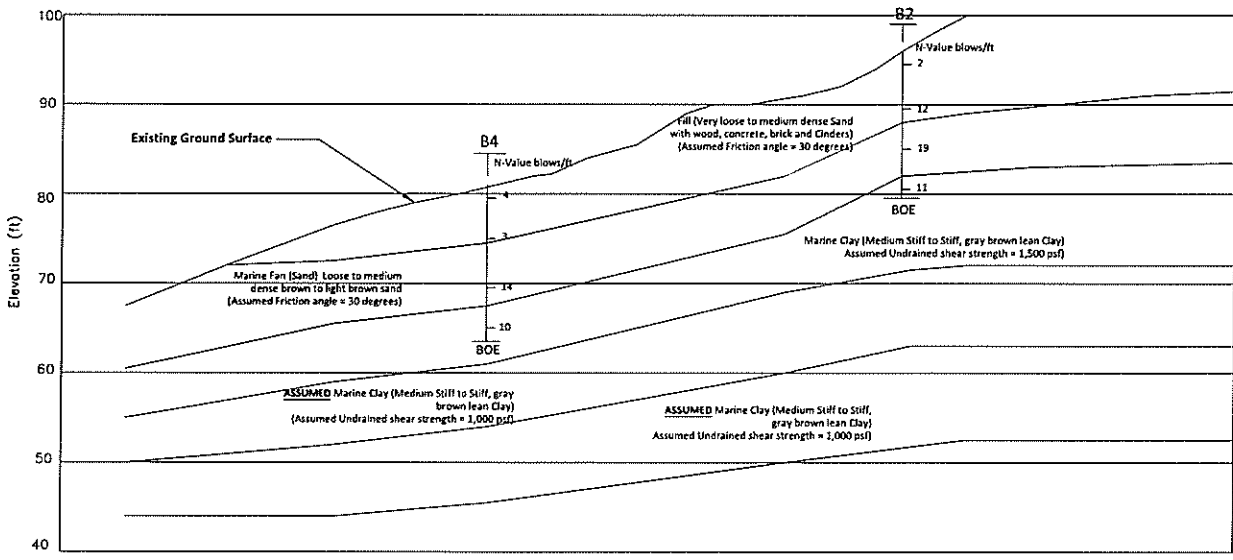 100
90
80
70
60
50
40
Elevation (ft)
Existing Ground Surface
B4
N-Value blows/ft
4
3
14
10
BOE
B2
N-Value blows/ft
2
12
19
11
BOE
Fill (Very loose to medium dense Sand
with wood, concrete, brick and Cinders)
(Assumed Friction angle = 30 degrees)
Marine Fan (Sand) Loose to medium
dense brown to light brown sand
(Assumed Friction angle = 30 degrees)
Marine Clay (Medium Stiff to Stiff, gray brown lean Clay)
Assumed Undrained shear strength = 1,500 psf)
ASSUMED Marine Clay (Medium Stiff to Stiff, gray
brown lean Clay)
(Assumed Undrained shear strength = 1,000 psf)
ASSUMED Marine Clay (Medium Stiff to Stiff,
gray brown lean Clay)
Assumed Undrained shear strength = 1,000 psf)